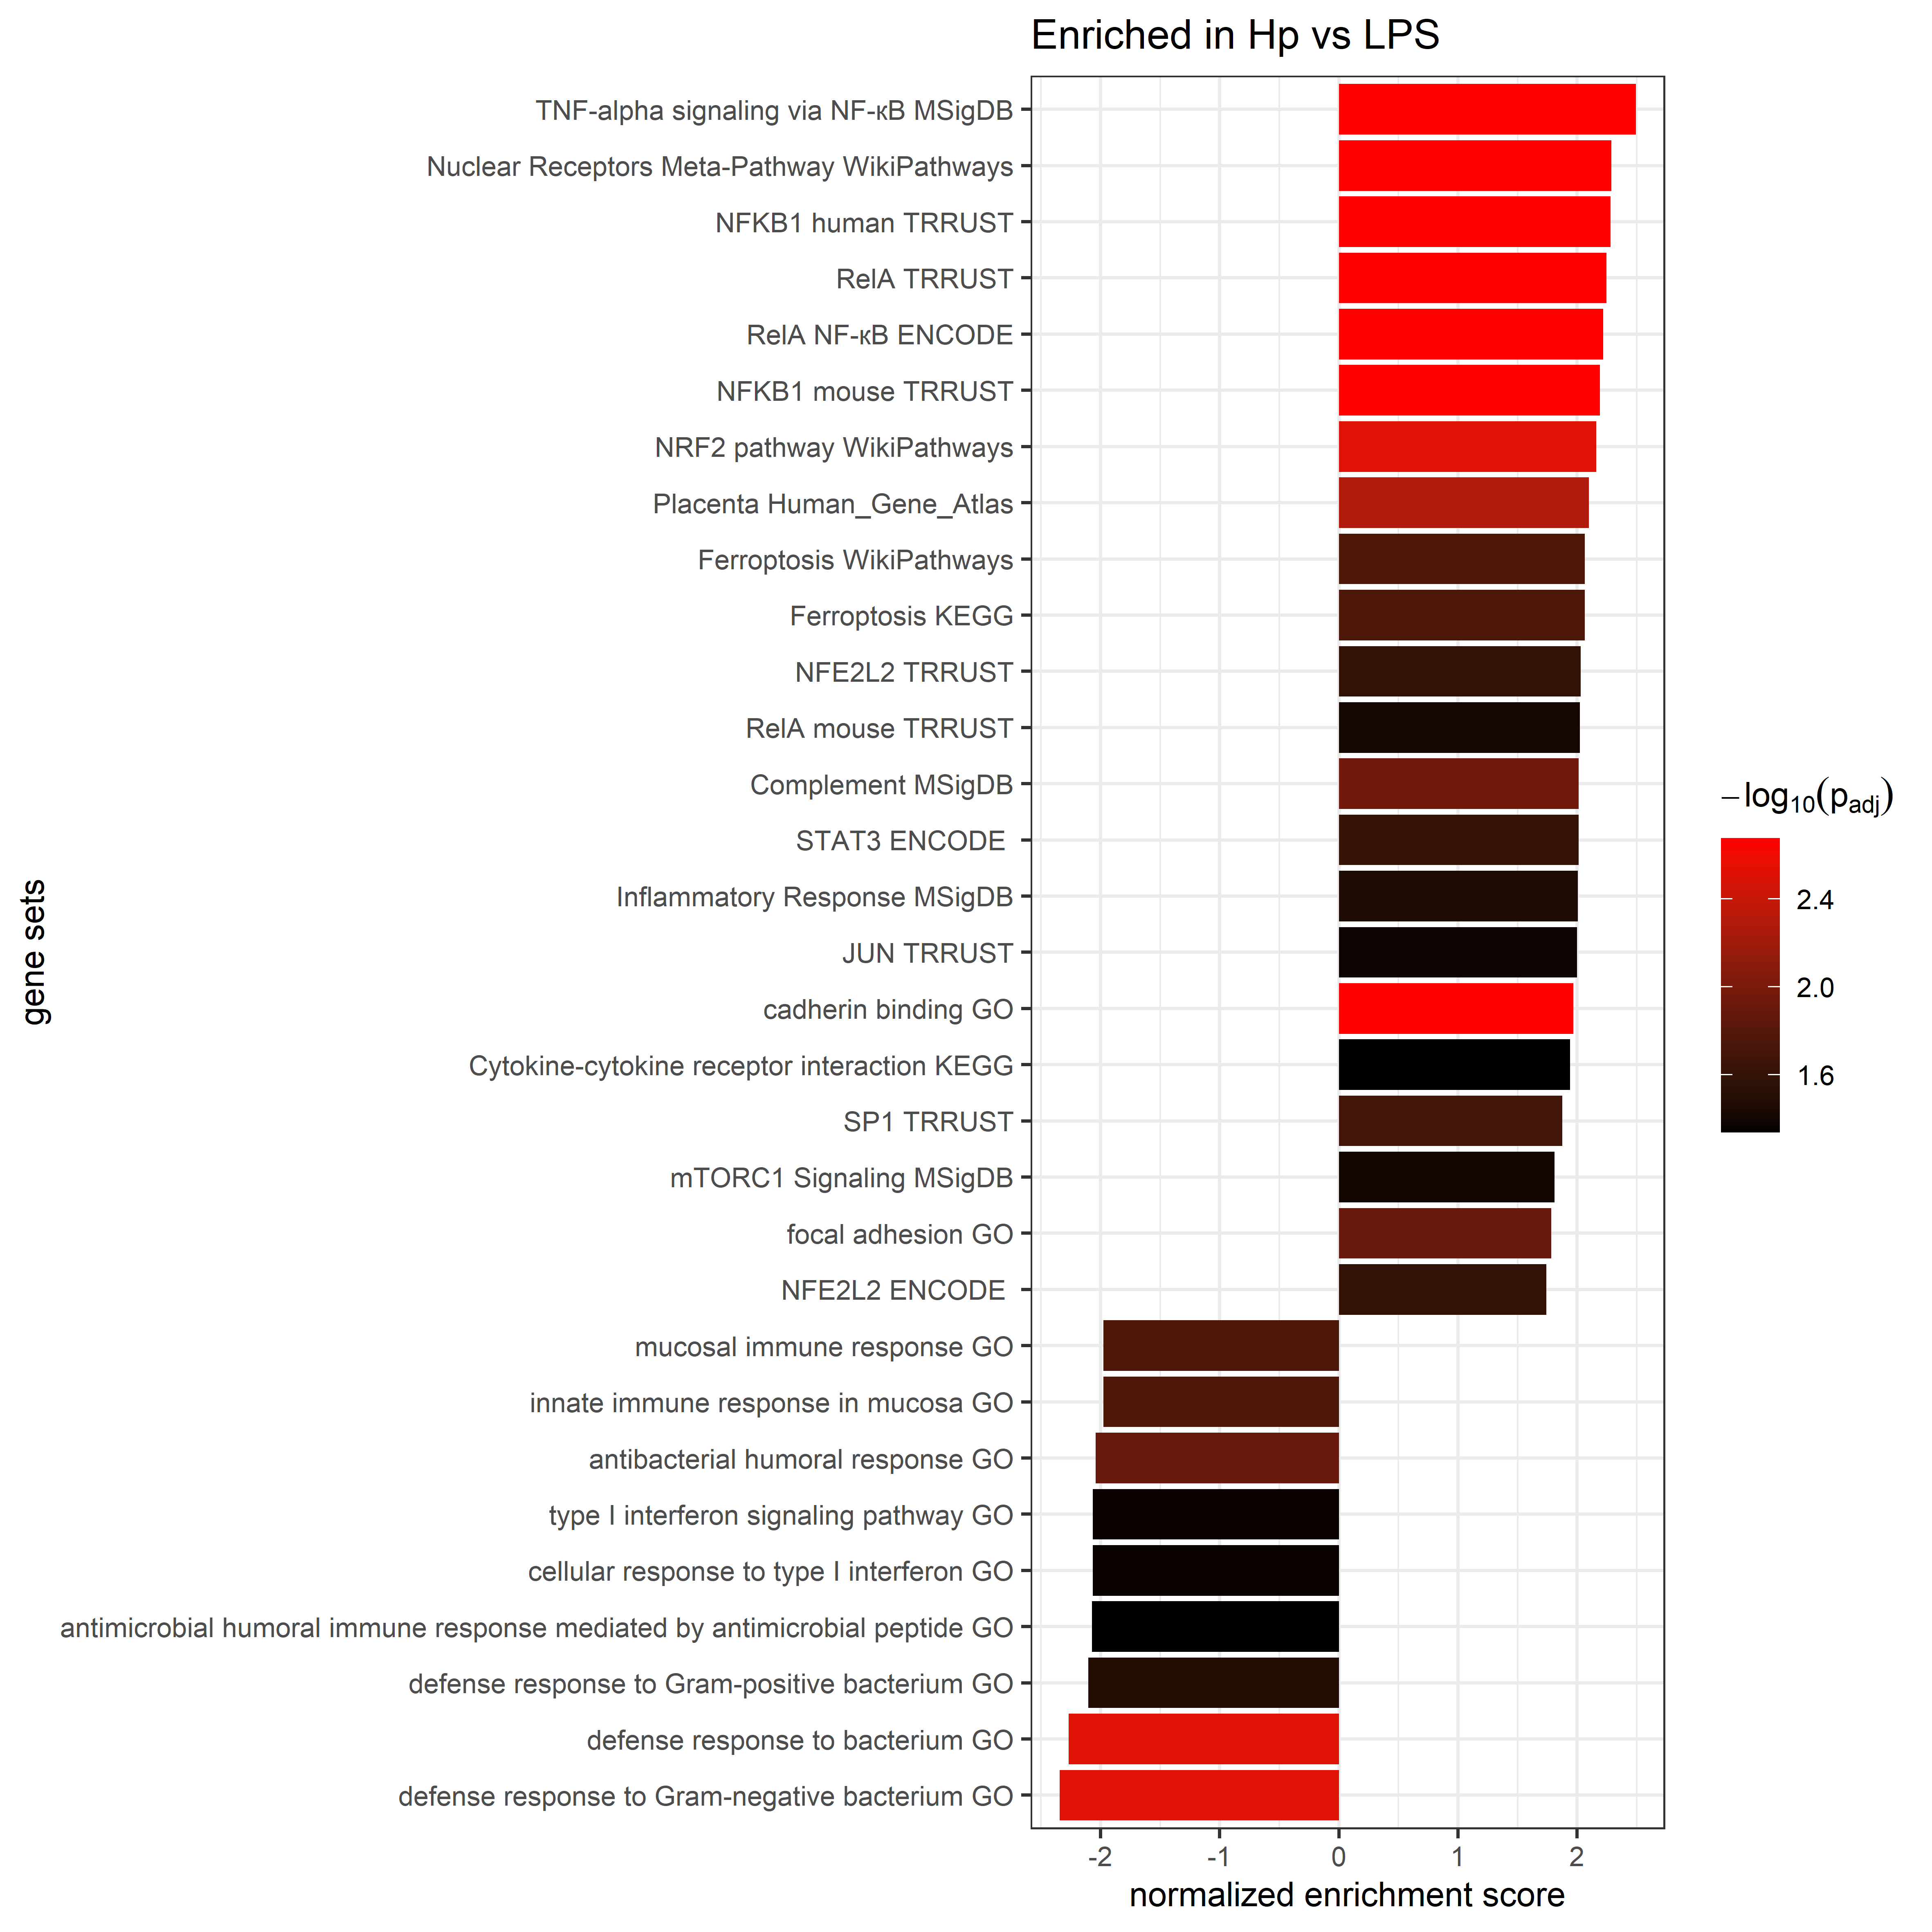 Enriched in Hp vs LPS
gene sets
TNF-alpha signaling via NF-κB MSigDB
Nuclear Receptors Meta-Pathway WikiPathways
NFKB1 human TRRUST
RelA TRRUST
RelA NF-κB ENCODE
NFKB1 mouse TRRUST
NRF2 pathway WikiPathways
Placenta Human_Gene_Atlas
Ferroptosis WikiPathways
Ferroptosis KEGG
NFE2L2 TRRUST
RelA mouse TRRUST
Complement MSigDB
STAT3 ENCODE
Inflammatory Response MSigDB
JUN TRRUST
cadherin binding GO
Cytokine-cytokine receptor interaction KEGG
SP1 TRRUST
mTORC1 Signaling MSigDB
focal adhesion GO
NFE2L2 ENCODE
mucosal immune response GO
innate immune response in mucosa GO
antibacterial humoral response GO
type I interferon signaling pathway GO
cellular response to type I interferon GO
antimicrobial humoral immune response mediated by antimicrobial peptide GO
defense response to Gram-positive bacterium GO
defense response to bacterium GO
defense response to Gram-negative bacterium GO
-2 -1 0 1 2
normalized enrichment score
−log10(padj)
2.4
2.0
1.6